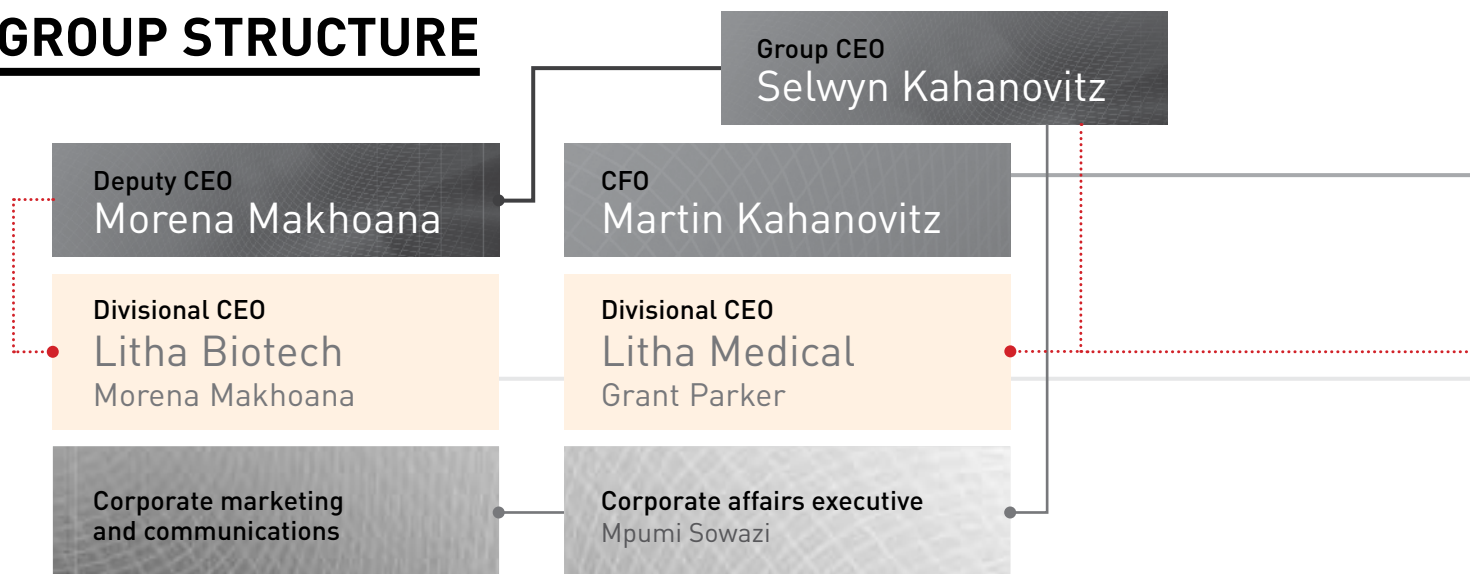 GROUP STRUCTURE
Group CEO
Selwyn Kahanovitz
Deputy CEO
Morena Makhoana
CFO
Martin Kahanovitz
Divisional CEO
Litha Biotech
Morena Makhoana
Divisional CEO
Litha Medical
Grant Parker
Corporate marketing
and communications
Corporate affairs executive
Mpumi Sowazi